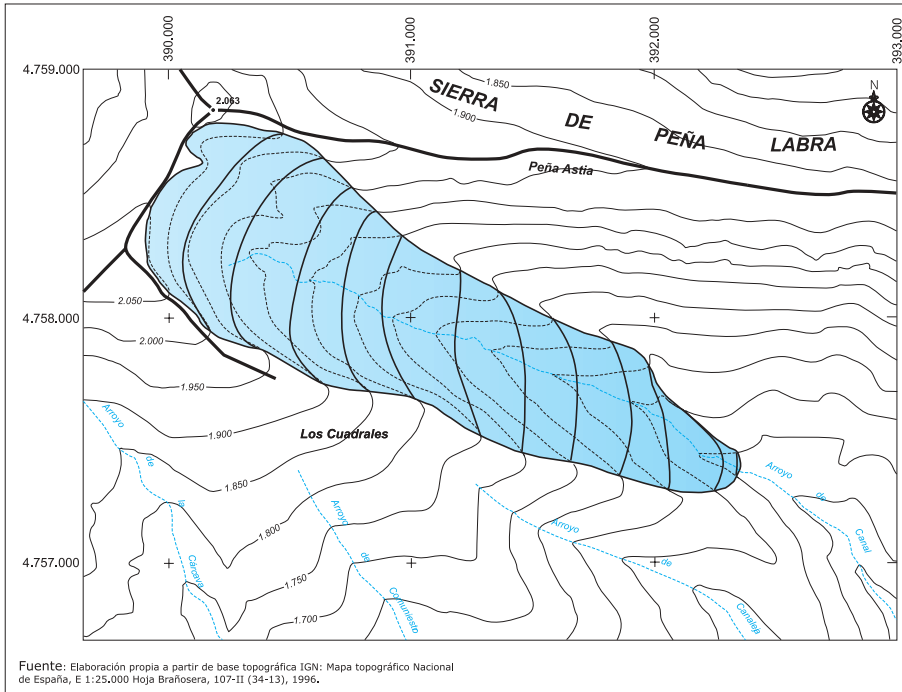 390.000
391.000
392.000
393.000
4.759.000
4.758.000
4.757.000
N
2.063
1.850
1.900
SIERRA DE PEÑA LABRA
Peña Astia
2.050
2.000
1.950
1.900
1.850
1.800
1.750
1.700
Los Cuadrales
Arroyo de la Cárcava
Arroyo de Comuniesto
Arroyo de Canaleja
Arroyo de Canal
Fuente: Elaboración propia a partir de base topográfica IGN: Mapa topográfico Nacional
de España, E 1:25.000 Hoja Brañosera, 107-II (34-13), 1996.